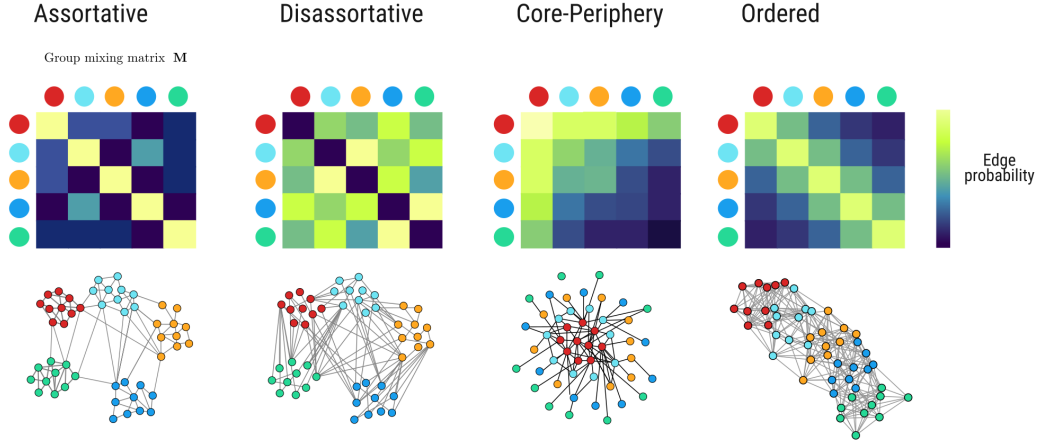 Assortative
Disassortative
Core-Periphery
Ordered
Group mixing matrix M
Edge
probability